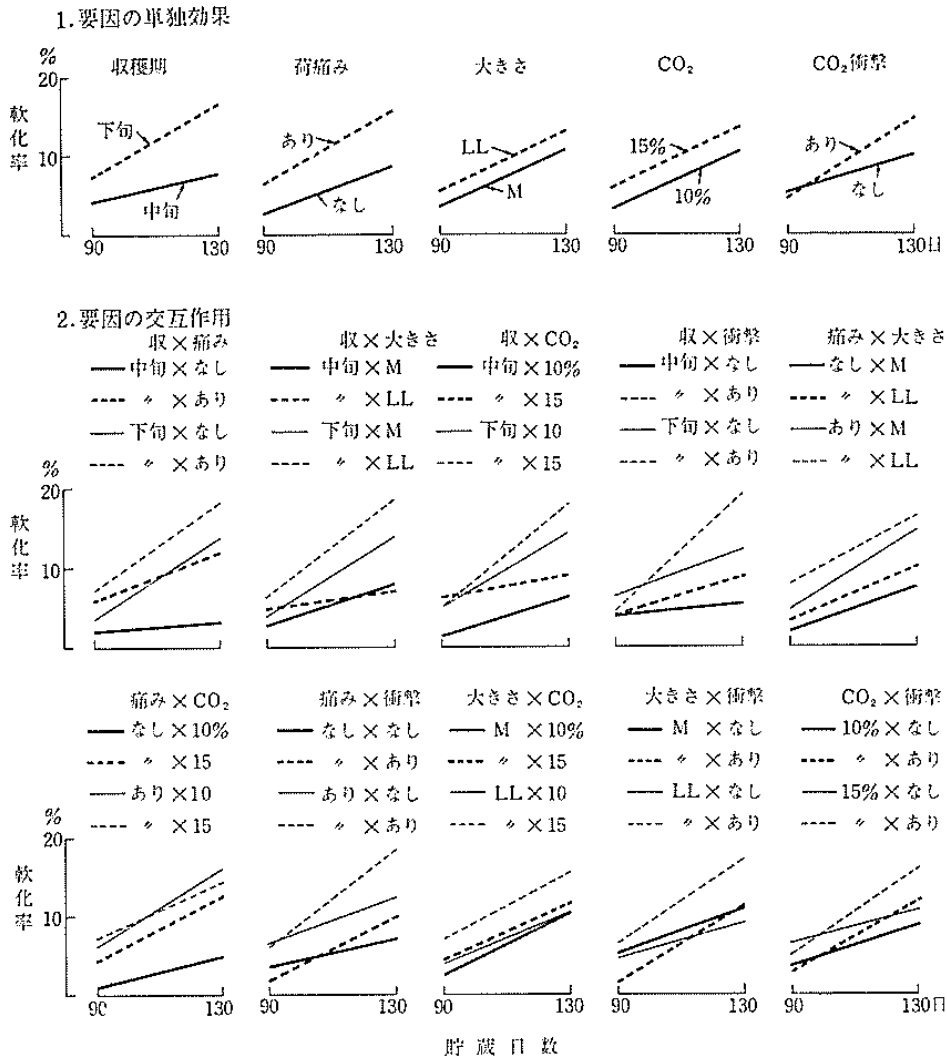 1.要因の単独効果
% 収穫期 荷痛み 大きさ CO₂ CO₂衝撃
20
軟化率
10
下旬 中旬
あり なし
LL M
15% 10%
あり なし
90 130 90 130 90 130 90 130 90 130日
2.要因の交互作用
収×痛み 収×大きさ 収×CO₂ 収×衝撃 痛み×大きさ
中旬×なし 中旬×M 中旬×10% 中旬×なし なし×M
〃 ×あり 〃 ×LL 〃 ×15 〃 ×あり 〃 ×LL
下旬×なし 下旬×M 下旬×10 下旬×なし あり×M
〃 ×あり 〃 ×LL 〃 ×15 〃 ×あり 〃 ×LL
%
20
軟化率
10
痛み×CO₂ 痛み×衝撃 大きさ×CO₂ 大きさ×衝撃 CO₂×衝撃
なし×10% なし×なし M ×10% M ×なし 10%×なし
〃 ×15 〃 ×あり 〃 ×15 〃 ×あり 〃 ×あり
あり×10 あり×なし LL×10 LL×なし 15%×なし
〃 ×15 〃 ×あり 〃 ×15 〃 ×あり 〃 ×あり
%
20
軟化率
10
90 130 90 130 90 130 90 130 90 130日
貯蔵日数